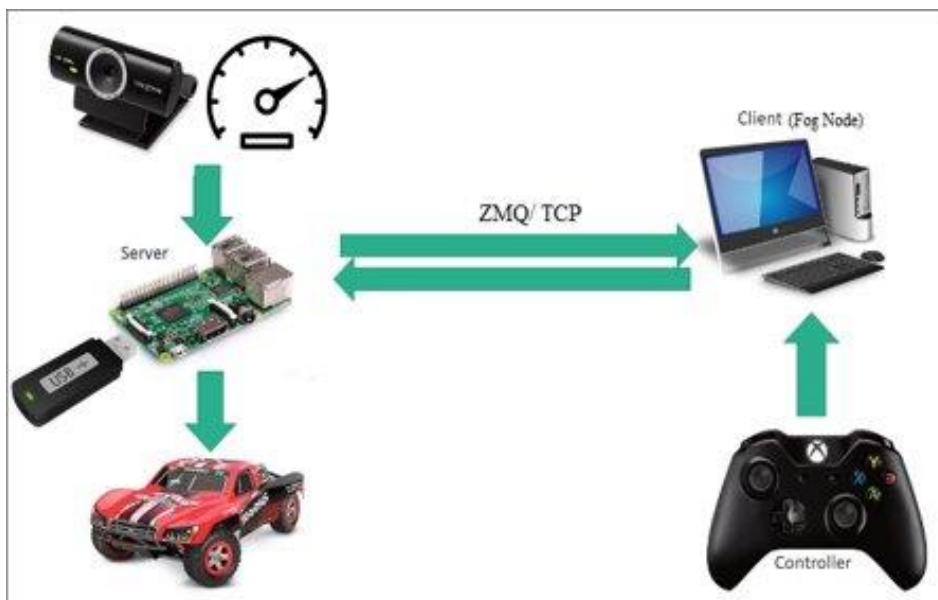 Client (Fog Node)
ZMQ/ TCP
Server
USB
Controller